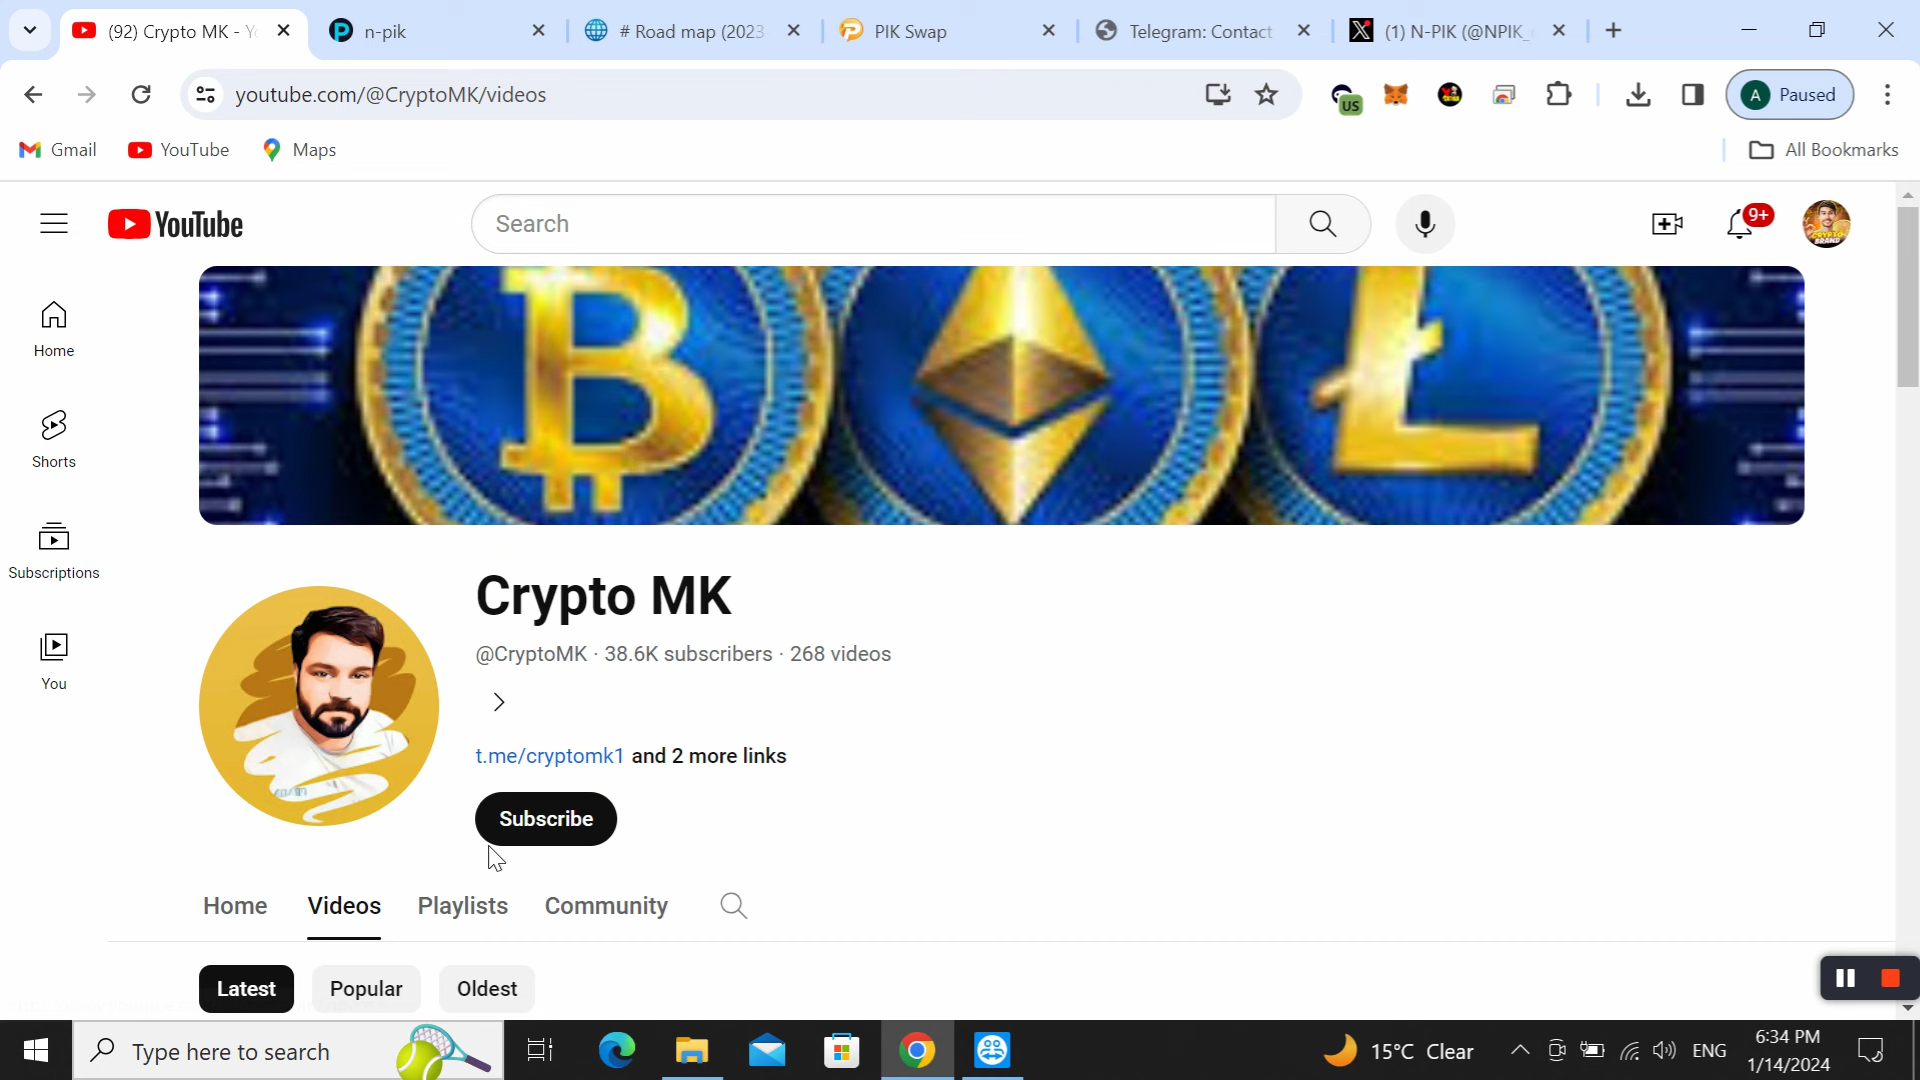 (92) Crypto MK - Yo
n-pik
# Road map (2023
PIK Swap
Telegram: Contact
(1) N-PIK (@NPIK_
youtube.com/@CryptoMK/videos
US
A Paused
Gmail
YouTube
Maps
All Bookmarks
YouTube
Search
9+
Home
Shorts
Subscriptions
You
Crypto MK
@CryptoMK · 38.6K subscribers · 268 videos
t.me/cryptomk1 and 2 more links
Subscribe
Home
Videos
Playlists
Community
Latest
Popular
Oldest
Type here to search
15°C Clear
ENG
6:34 PM
1/14/2024